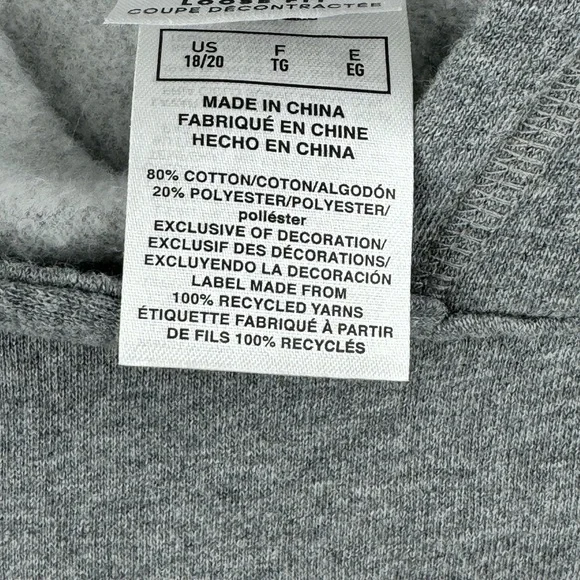 LOOSE FIT
COUPE DÉCONTRACTÉE
US F E
18/20 TG EG
MADE IN CHINA
FABRIQUÉ EN CHINE
HECHO EN CHINA
80% COTTON/COTON/ALGODÓN
20% POLYESTER/POLYESTER/
poliéster
EXCLUSIVE OF DECORATION/
EXCLUSIF DES DÉCORATIONS/
EXCLUYENDO LA DECORACIÓN
LABEL MADE FROM
100% RECYCLED YARNS
ÉTIQUETTE FABRIQUÉ À PARTIR
DE FILS 100% RECYCLÉS